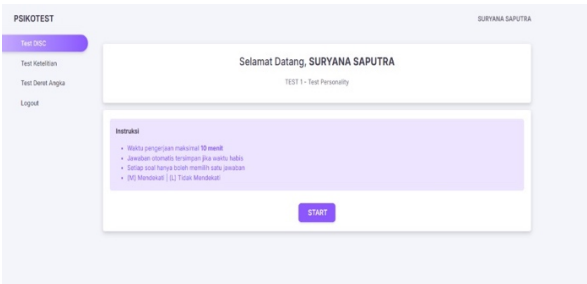 PSIKOTEST
SURYANA SAPUTRA
Test DISC
Test Ketelitian
Test Deret Angka
Logout
Selamat Datang, SURYANA SAPUTRA
TEST 1 - Test Personality
Instruksi
Waktu pengerjaan maksimal 10 menit
Jawaban otomatis tersimpan jika waktu habis
Setiap soal hanya boleh memilih satu jawaban
[M] Mendekati | [L] Tidak Mendekati
START